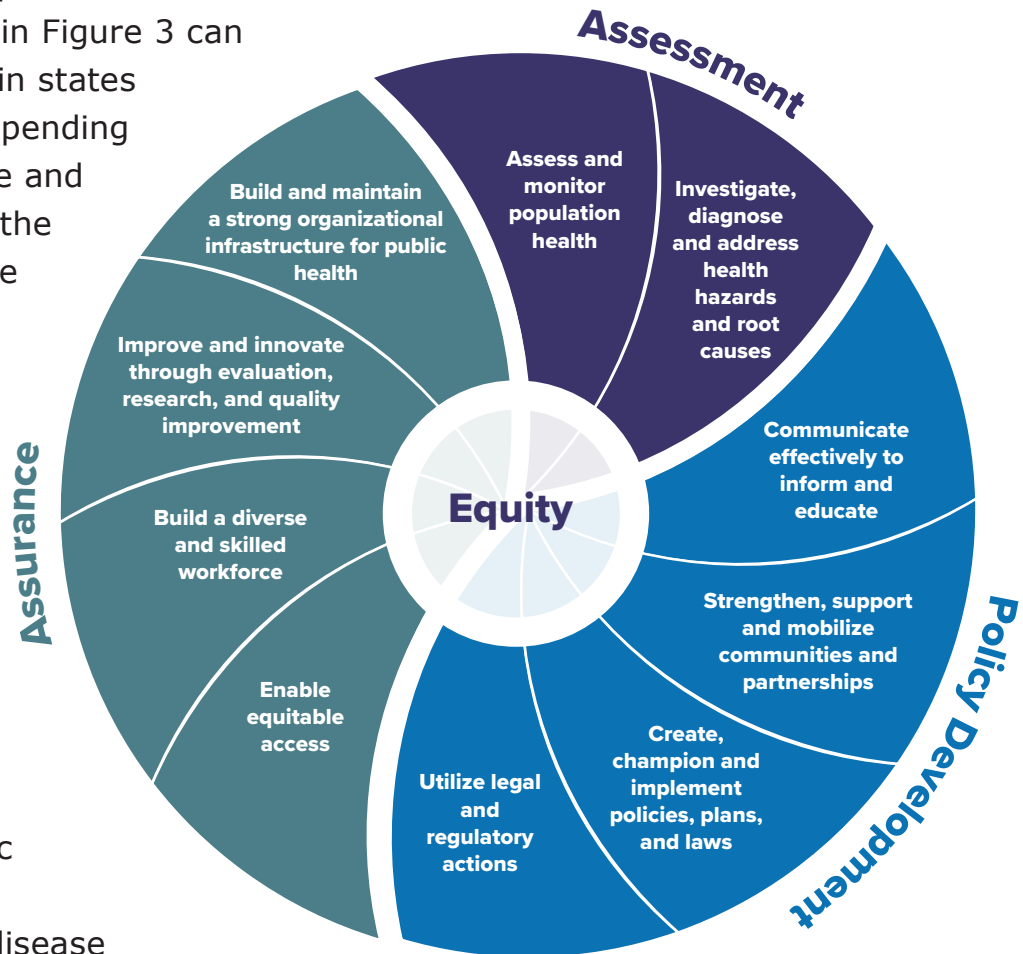 in Figure 3 can
in states
pending
e and
the
e
c
disease
Assessment
Assess and
monitor
population
health
Investigate,
diagnose
and address
health
hazards
and root
causes
Policy Development
Communicate
effectively to
inform and
educate
Strengthen, support
and mobilize
communities and
partnerships
Create,
champion and
implement
policies, plans,
and laws
Utilize legal
and
regulatory
actions
Assurance
Enable
equitable
access
Build a diverse
and skilled
workforce
Improve and innovate
through evaluation,
research, and quality
improvement
Build and maintain
a strong organizational
infrastructure for public
health
Equity